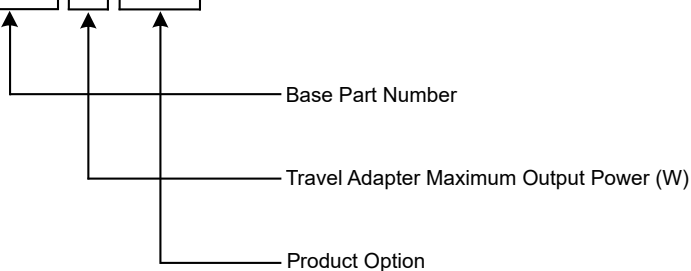 Base Part Number
Travel Adapter Maximum Output Power (W)
Product Option